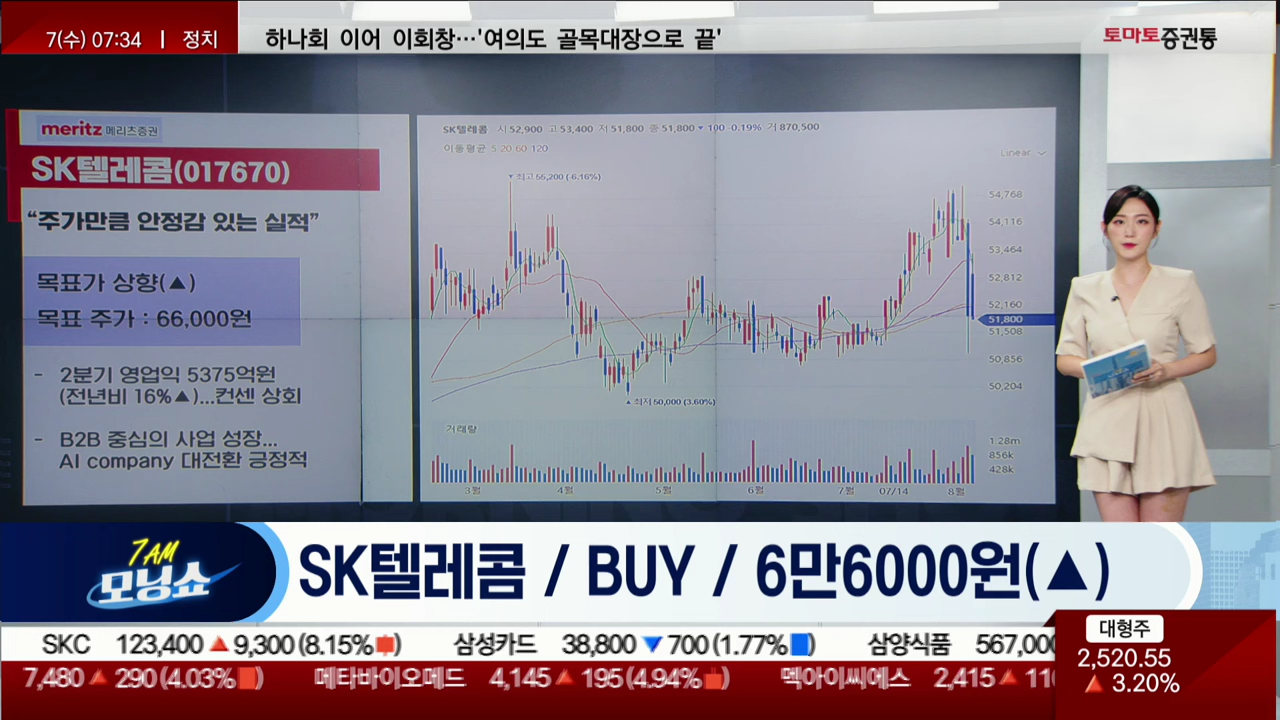 7(수) 07:34 | 정치
하나회 이어 이회창…'여의도 골목대장으로 끝'
토마토증권통
meritz 메리츠증권
SK텔레콤(017670)
“주가만큼 안정감 있는 실적”
목표가 상향(▲)
목표 주가 : 66,000원
- 2분기 영업익 5375억원
(전년비 16%▲)...컨센 상회
- B2B 중심의 사업 성장...
AI company 대전환 긍정적
SK텔레콤 시 52,900 고 53,400 저 51,800 종 51,800 ▼ 100 -0.19% 거 870,500
이동평균 5 20 60 120
Linear
▼ 최고 55,200 (-6.16%)
54,768
54,116
53,464
52,812
52,160
51,800
51,508
50,856
50,204
▲ 최저 50,000 (3.60%)
거래량
1.28m
856k
428k
3월 4월 5월 6월 7월 07/14 8월
7AM
모닝쇼
SK텔레콤 / BUY / 6만6000원(▲)
SKC 123,400 ▲ 9,300 (8.15%) 삼성카드 38,800 ▼ 700 (1.77%) 삼양식품 567,000
7,480 ▲ 290 (4.03%) 메타바이오메드 4,145 ▲ 195 (4.94%) 멕아이씨에스 2,415 ▲ 110
대형주
2,520.55
▲ 3.20%